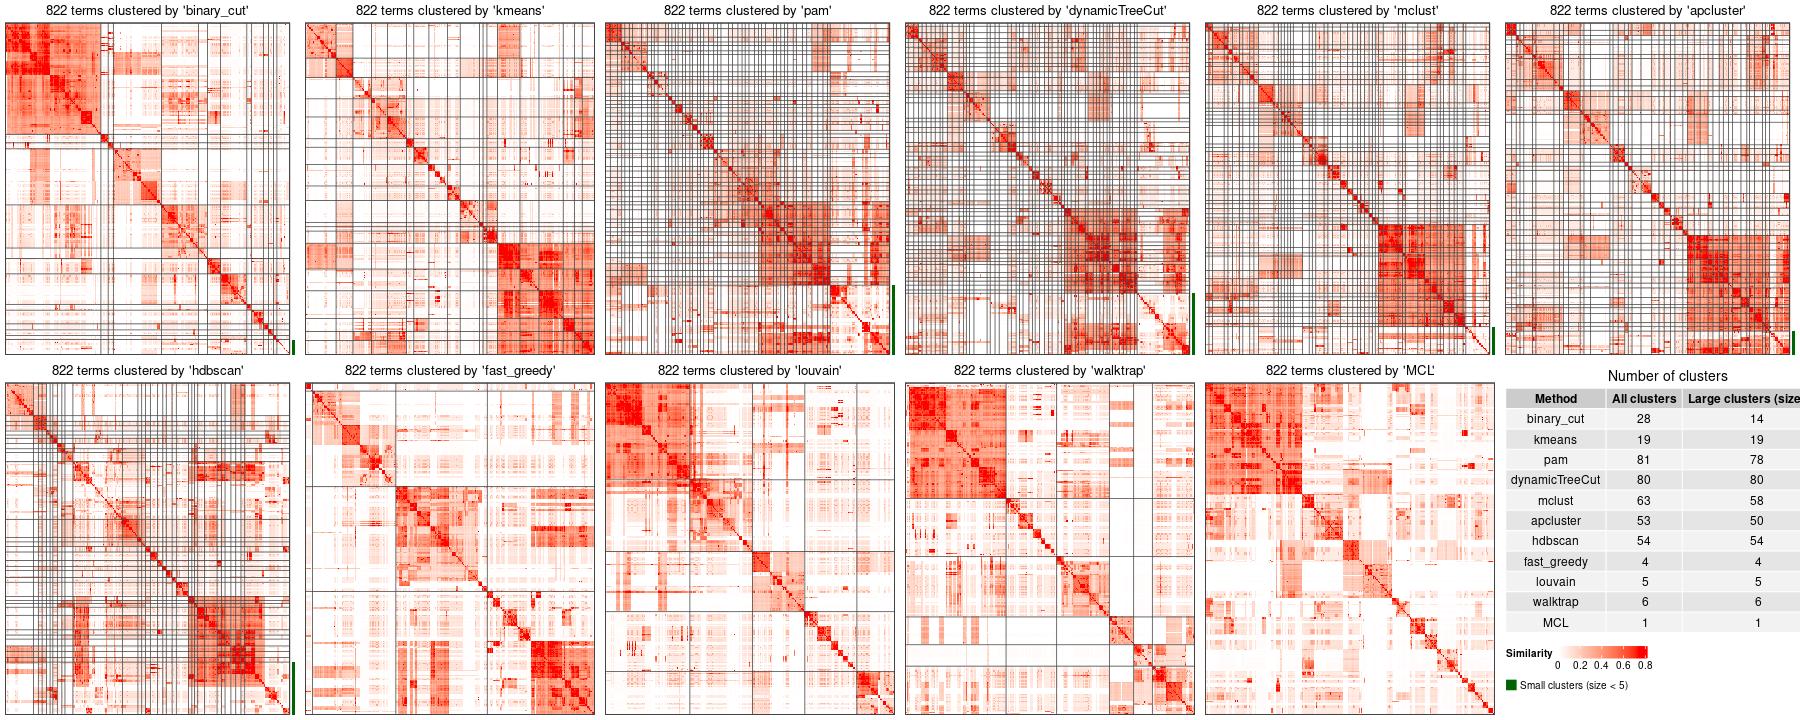 822 terms clustered by 'binary_cut'
822 terms clustered by 'kmeans'
822 terms clustered by 'pam'
822 terms clustered by 'dynamicTreeCut'
822 terms clustered by 'mclust'
822 terms clustered by 'apcluster'
822 terms clustered by 'hdbscan'
822 terms clustered by 'fast_greedy'
822 terms clustered by 'louvain'
822 terms clustered by 'walktrap'
822 terms clustered by 'MCL'
Number of clusters
Method All clusters Large clusters (size
binary_cut 28 14
kmeans 19 19
pam 81 78
dynamicTreeCut 80 80
mclust 63 58
apcluster 53 50
hdbscan 54 54
fast_greedy 4 4
louvain 5 5
walktrap 6 6
MCL 1 1
Similarity
0 0.2 0.4 0.6 0.8
Small clusters (size < 5)